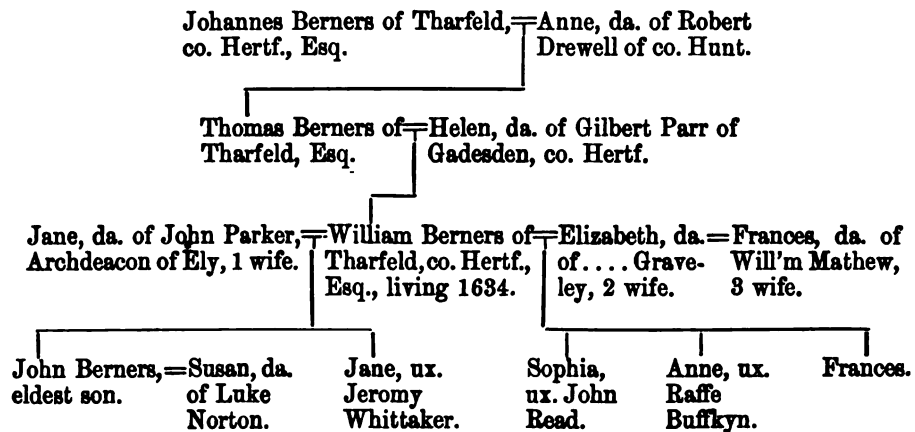 Johannes Berners of Tharfeld,=Anne, da. of Robert
co. Hertf., Esq. Drewell of co. Hunt.
Thomas Berners of=Helen, da. of Gilbert Parr of
Tharfeld, Esq. Gadesden, co. Hertf.
Jane, da. of John Parker,=William Berners of=Elizabeth, da.=Frances, da. of
Archdeacon of Ely, 1 wife. Tharfeld, co. Hertf., of.... Grave- Will'm Mathew,
Esq., living 1634. ley, 2 wife. 3 wife.
John Berners,=Susan, da. Jane, ux. Sophia, Anne, ux. Frances.
eldest son. of Luke Jeromy ux. John Raffe
Norton. Whittaker. Read. Buffkyn.